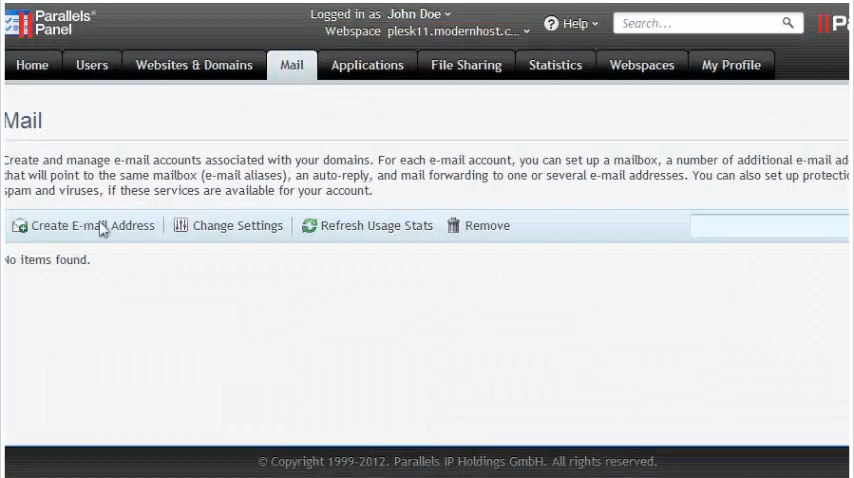 Parallels®
Panel
Logged in as John Doe
Webspace plesk11.modernhost.c...
Help
Search...
Home
Users
Websites & Domains
Mail
Applications
File Sharing
Statistics
Webspaces
My Profile
Mail
Create and manage e-mail accounts associated with your domains. For each e-mail account, you can set up a mailbox, a number of additional e-mail
that will point to the same mailbox (e-mail aliases), an auto-reply, and mail forwarding to one or several e-mail addresses. You can also set up
spam and viruses, if these services are available for your account.
Create E-mail Address
Change Settings
Refresh Usage Stats
Remove
No items found.
© Copyright 1999-2012. Parallels IP Holdings GmbH. All rights reserved.